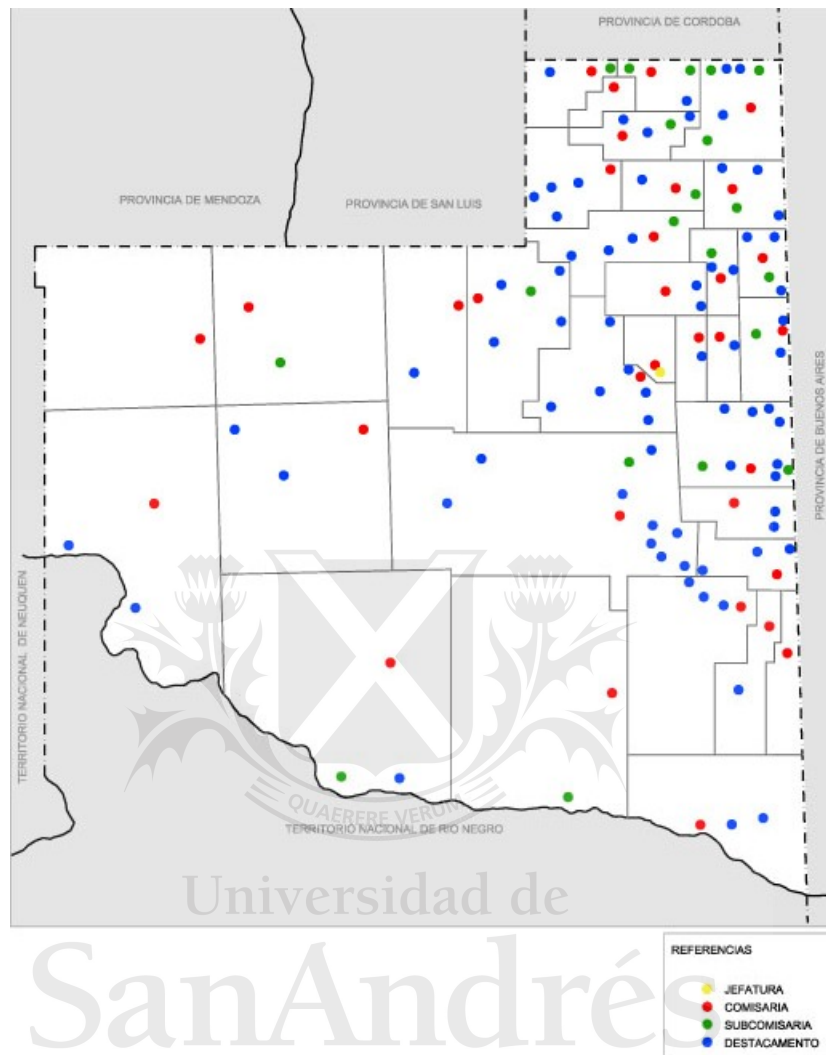 PROVINCIA DE CORDOBA
PROVINCIA DE MENDOZA
PROVINCIA DE SAN LUIS
PROVINCIA DE BUENOS AIRES
TERRITORIO NACIONAL DE NEUQUEN
QUAERERE VERUM
TERRITORIO NACIONAL DE RIO NEGRO
Universidad de
SanAndrés
REFERENCIAS
JEFATURA
COMISARIA
SUBCOMISARIA
DESTACAMENTO